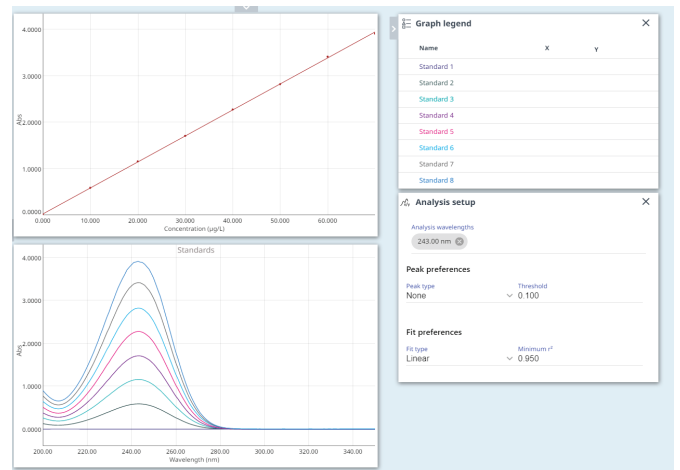 4.0000
3.0000
2.0000
1.0000
0.0000
Abs
0.000 10.000 20.000 30.000 40.000 50.000 60.000
Concentration (µg/L)
Standards
4.0000
3.0000
2.0000
1.0000
0.0000
Abs
200.00 220.00 240.00 260.00 280.00 300.00 320.00 340.00
Wavelength (nm)
Graph legend
Name X Y
Standard 1
Standard 2
Standard 3
Standard 4
Standard 5
Standard 6
Standard 7
Standard 8
Analysis setup
Analysis wavelengths
243.00 nm
Peak preferences
Peak type Threshold
None 0.100
Fit preferences
Fit type Minimum r²
Linear 0.950